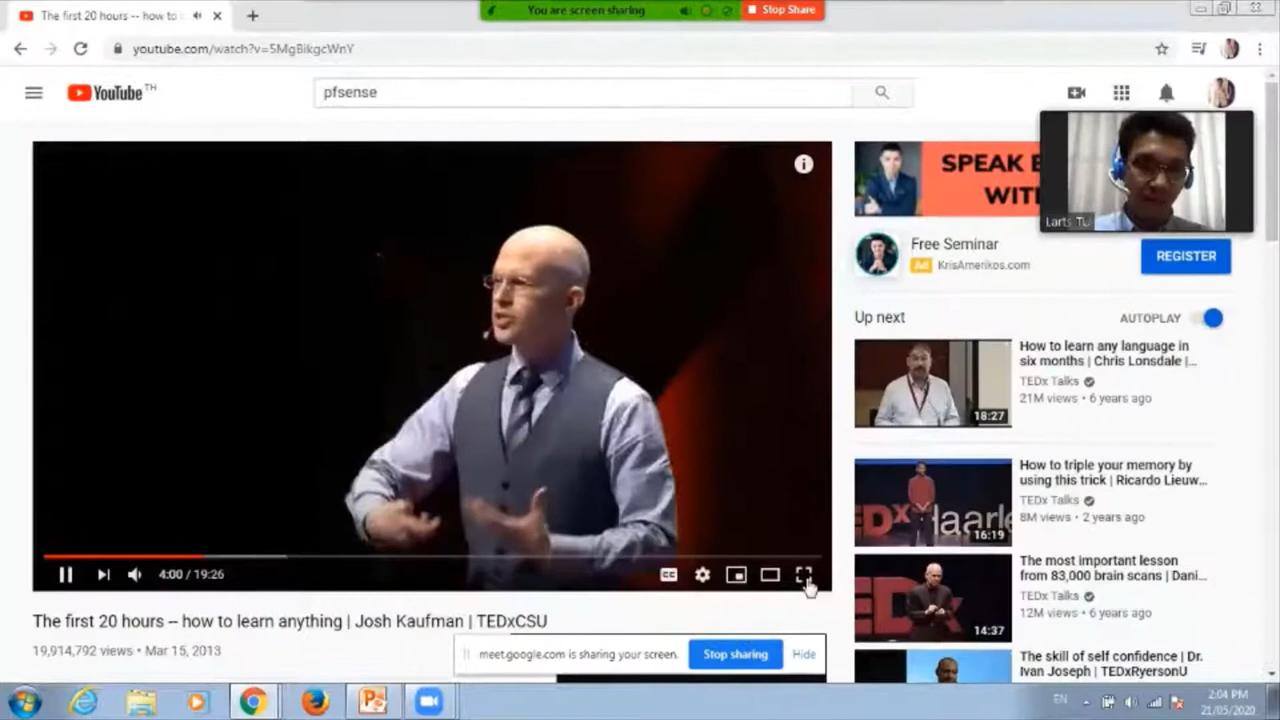 The first 20 hours -- how to
You are screen sharing
Stop Share
youtube.com/watch?v=5MgBikgcWnY
YouTube TH
pfsense
SPEAK
WITH
Larts TU
Free Seminar
Ad KrisAmerikos.com
REGISTER
Up next
AUTOPLAY
How to learn any language in
six months | Chris Lonsdale |...
TEDx Talks
21M views • 6 years ago
18:27
How to triple your memory by
using this trick | Ricardo Lieuw...
TEDx Talks
8M views • 2 years ago
EDx Haarle
16:19
The most important lesson
from 83,000 brain scans | Dani...
TEDx Talks
12M views • 6 years ago
14:37
The skill of self confidence | Dr.
Ivan Joseph | TEDxRyersonU
4:00 / 19:26
CC
The first 20 hours -- how to learn anything | Josh Kaufman | TEDxCSU
19,914,792 views • Mar 15, 2013
meet.google.com is sharing your screen.
Stop sharing
Hide
EN
2:04 PM
21/05/2020